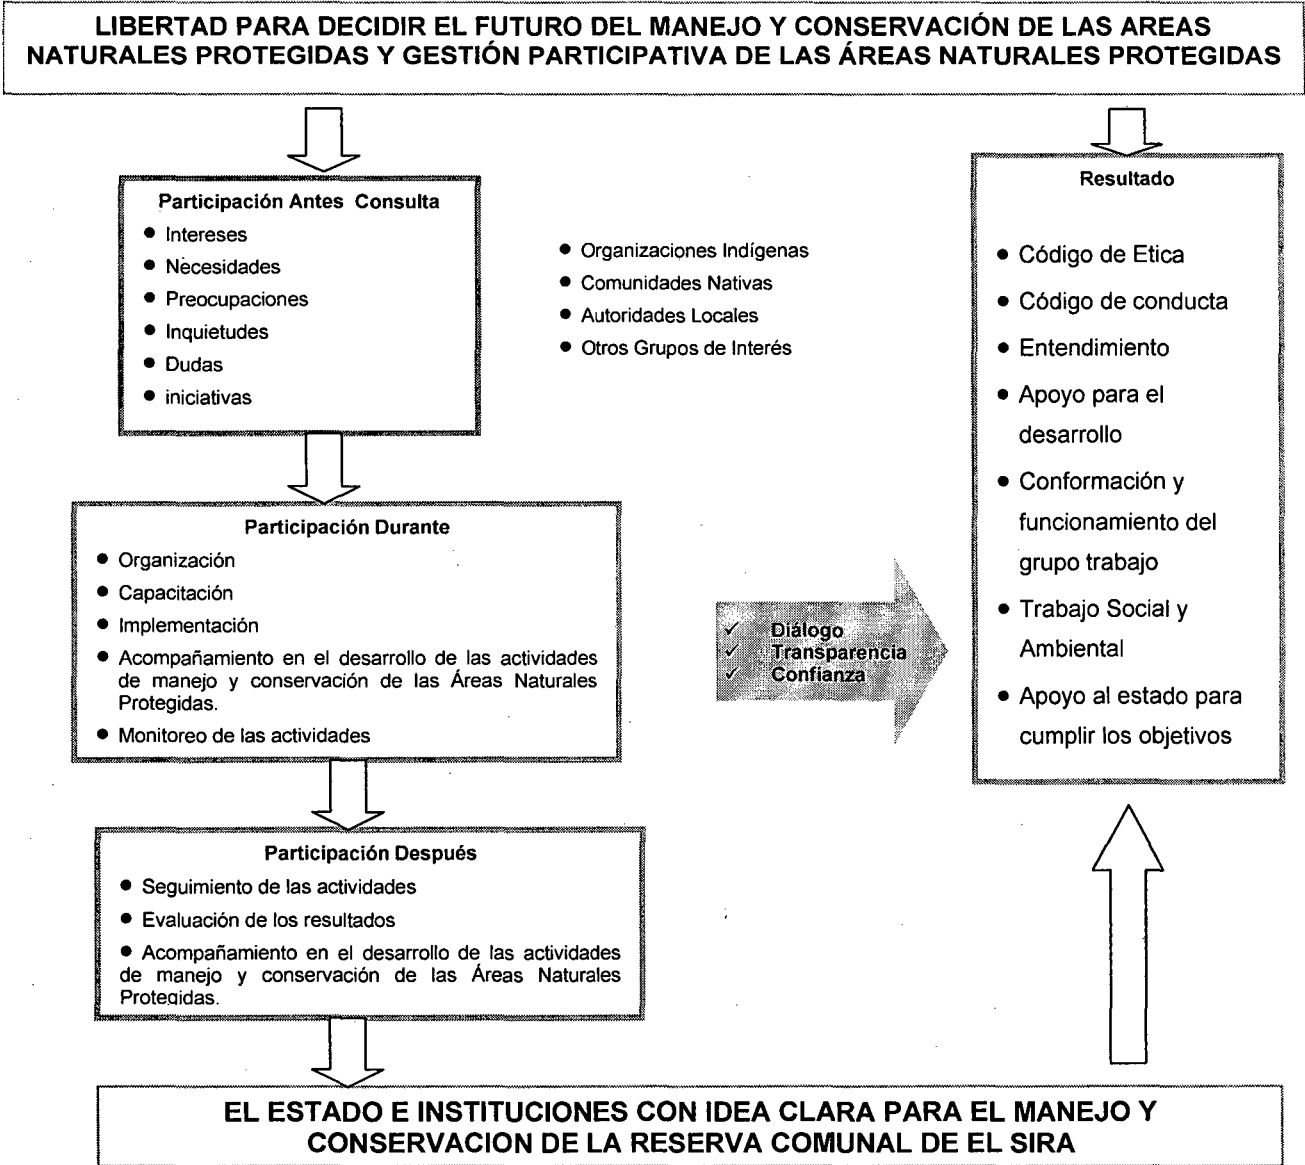 LIBERTAD PARA DECIDIR EL FUTURO DEL MANEJO Y CONSERVACIÓN DE LAS AREAS
NATURALES PROTEGIDAS Y GESTIÓN PARTICIPATIVA DE LAS ÁREAS NATURALES PROTEGIDAS
Participación Antes Consulta
● Intereses
● Necesidades
● Preocupaciones
● Inquietudes
● Dudas
● iniciativas
● Organizaciones Indígenas
● Comunidades Nativas
● Autoridades Locales
● Otros Grupos de Interés
Participación Durante
● Organización
● Capacitación
● Implementación
● Acompañamiento en el desarrollo de las actividades
de manejo y conservación de las Áreas Naturales
Protegidas.
● Monitoreo de las actividades
✓ Diálogo
✓ Transparencia
✓ Confianza
Participación Después
● Seguimiento de las actividades
● Evaluación de los resultados
● Acompañamiento en el desarrollo de las actividades
de manejo y conservación de las Áreas Naturales
Protegidas.
Resultado
● Código de Etica
● Código de conducta
● Entendimiento
● Apoyo para el
desarrollo
● Conformación y
funcionamiento del
grupo trabajo
● Trabajo Social y
Ambiental
● Apoyo al estado para
cumplir los objetivos
EL ESTADO E INSTITUCIONES CON IDEA CLARA PARA EL MANEJO Y
CONSERVACION DE LA RESERVA COMUNAL DE EL SIRA